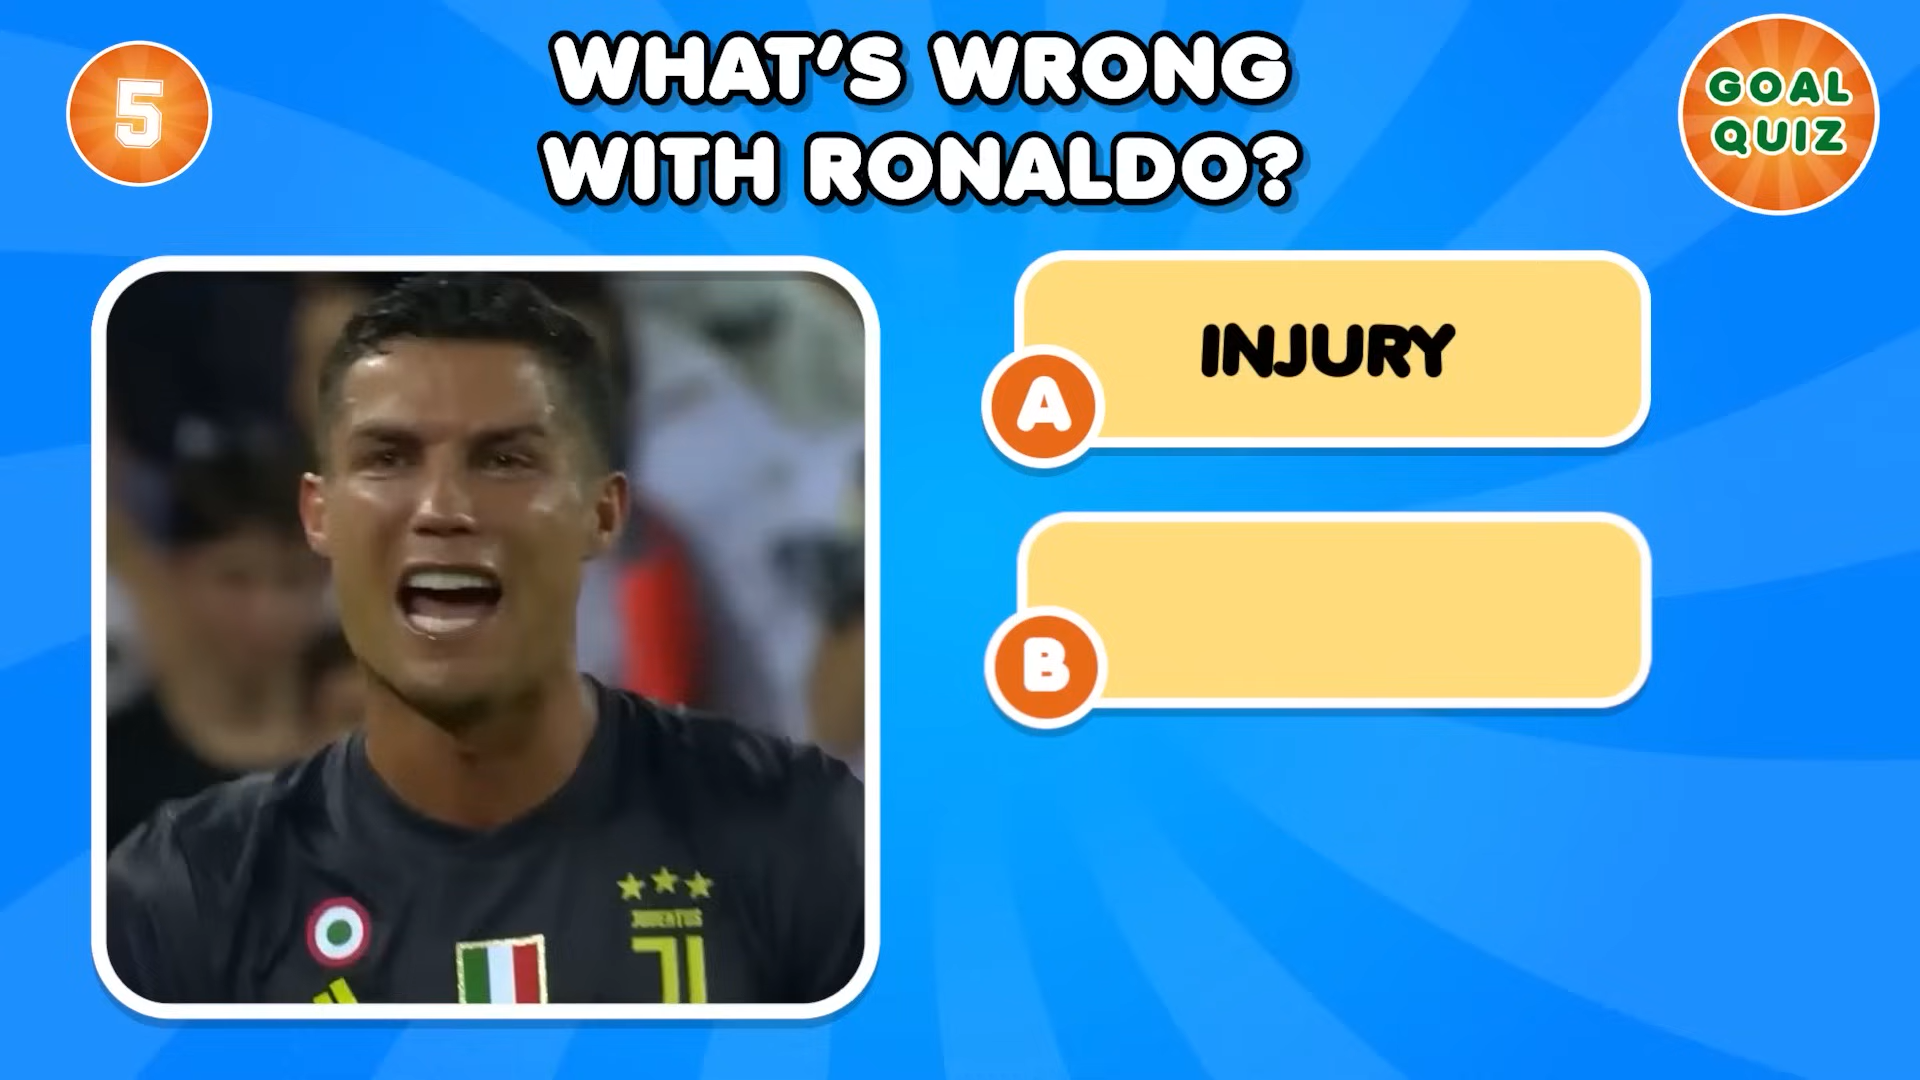 5
WHAT'S WRONG
WITH RONALDO?
GOAL
QUIZ
A
INJURY
B
JUVENTUS